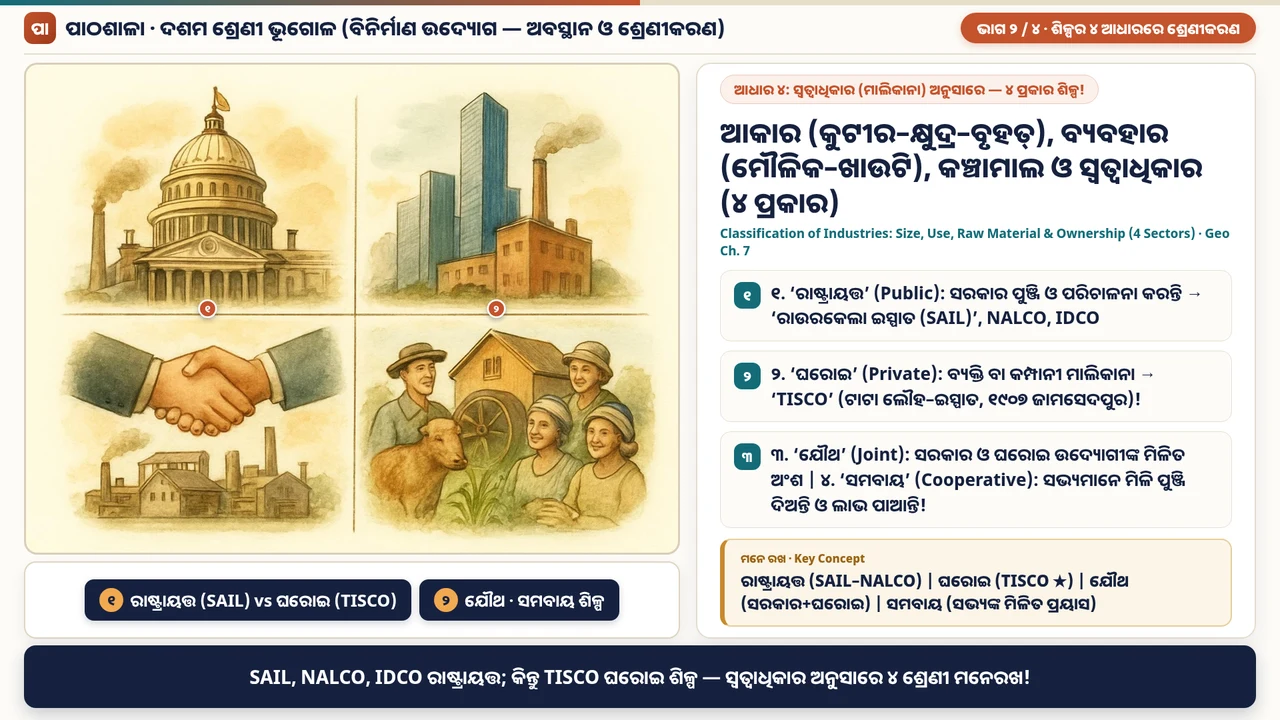 ପା ପାଠଶାଳା · ଦଶମ ଶ୍ରେଣୀ ଭୂଗୋଳ (ବିନିର୍ମାଣ ଉଦ୍ୟୋଗ — ଅବସ୍ଥାନ ଓ ଶ୍ରେଣୀକରଣ)
ଭାଗ ୨ / ୪ · ଶିଳ୍ପର ୪ ଆଧାରରେ ଶ୍ରେଣୀକରଣ
୧
୨
୧ ରାଷ୍ଟ୍ରାୟତ୍ତ (SAIL) vs ଘରୋଇ (TISCO)
୨ ଯୌଥ · ସମବାୟ ଶିଳ୍ପ
ଆଧାର ୪: ସ୍ୱତ୍ୱାଧିକାର (ମାଲିକାନା) ଅନୁସାରେ — ୪ ପ୍ରକାର ଶିଳ୍ପ!
ଆକାର (କୁଟୀର–କ୍ଷୁଦ୍ର–ବୃହତ୍), ବ୍ୟବହାର
(ମୌଳିକ–ଖାଉଟି), କଞ୍ଚାମାଲ ଓ ସ୍ୱତ୍ୱାଧିକାର
(୪ ପ୍ରକାର)
Classification of Industries: Size, Use, Raw Material & Ownership (4 Sectors) · Geo
Ch. 7
୧ ୧. ‘ରାଷ୍ଟ୍ରାୟତ୍ତ’ (Public): ସରକାର ପୁଞ୍ଜି ଓ ପରିଚାଳନା କରନ୍ତି →
‘ରାଉରକେଲା ଇସ୍ପାତ (SAIL)’, NALCO, IDCO
୨ ୨. ‘ଘରୋଇ’ (Private): ବ୍ୟକ୍ତି ବା କମ୍ପାନୀ ମାଲିକାନା →
‘TISCO’ (ଟାଟା ଲୌହ–ଇସ୍ପାତ, ୧୯୦୭ ଜାମସେଦପୁର)!
୩ ୩. ‘ଯୌଥ’ (Joint): ସରକାର ଓ ଘରୋଇ ଉଦ୍ୟୋଗୀଙ୍କ ମିଳିତ
ଅଂଶ | ୪. ‘ସମବାୟ’ (Cooperative): ସଭ୍ୟମାନେ ମିଳି ପୁଞ୍ଜି
ଦିଅନ୍ତି ଓ ଲାଭ ପାଆନ୍ତି!
ମନେ ରଖ · Key Concept
ରାଷ୍ଟ୍ରାୟତ୍ତ (SAIL–NALCO) | ଘରୋଇ (TISCO ★) | ଯୌଥ
(ସରକାର+ଘରୋଇ) | ସମବାୟ (ସଭ୍ୟଙ୍କ ମିଳିତ ପ୍ରୟାସ)
SAIL, NALCO, IDCO ରାଷ୍ଟ୍ରାୟତ୍ତ; କିନ୍ତୁ TISCO ଘରୋଇ ଶିଳ୍ପ — ସ୍ୱତ୍ୱାଧିକାର ଅନୁସାରେ ୪ ଶ୍ରେଣୀ ମନେରଖ!